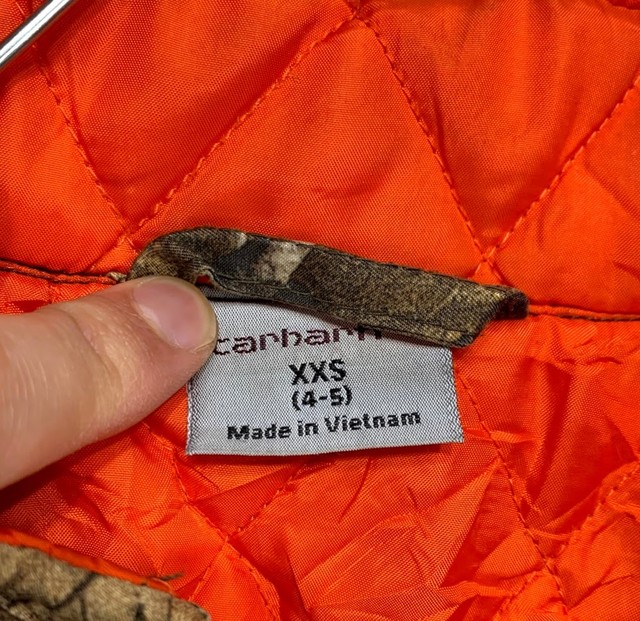 carhartt
XXS
(4-5)
Made in Vietnam